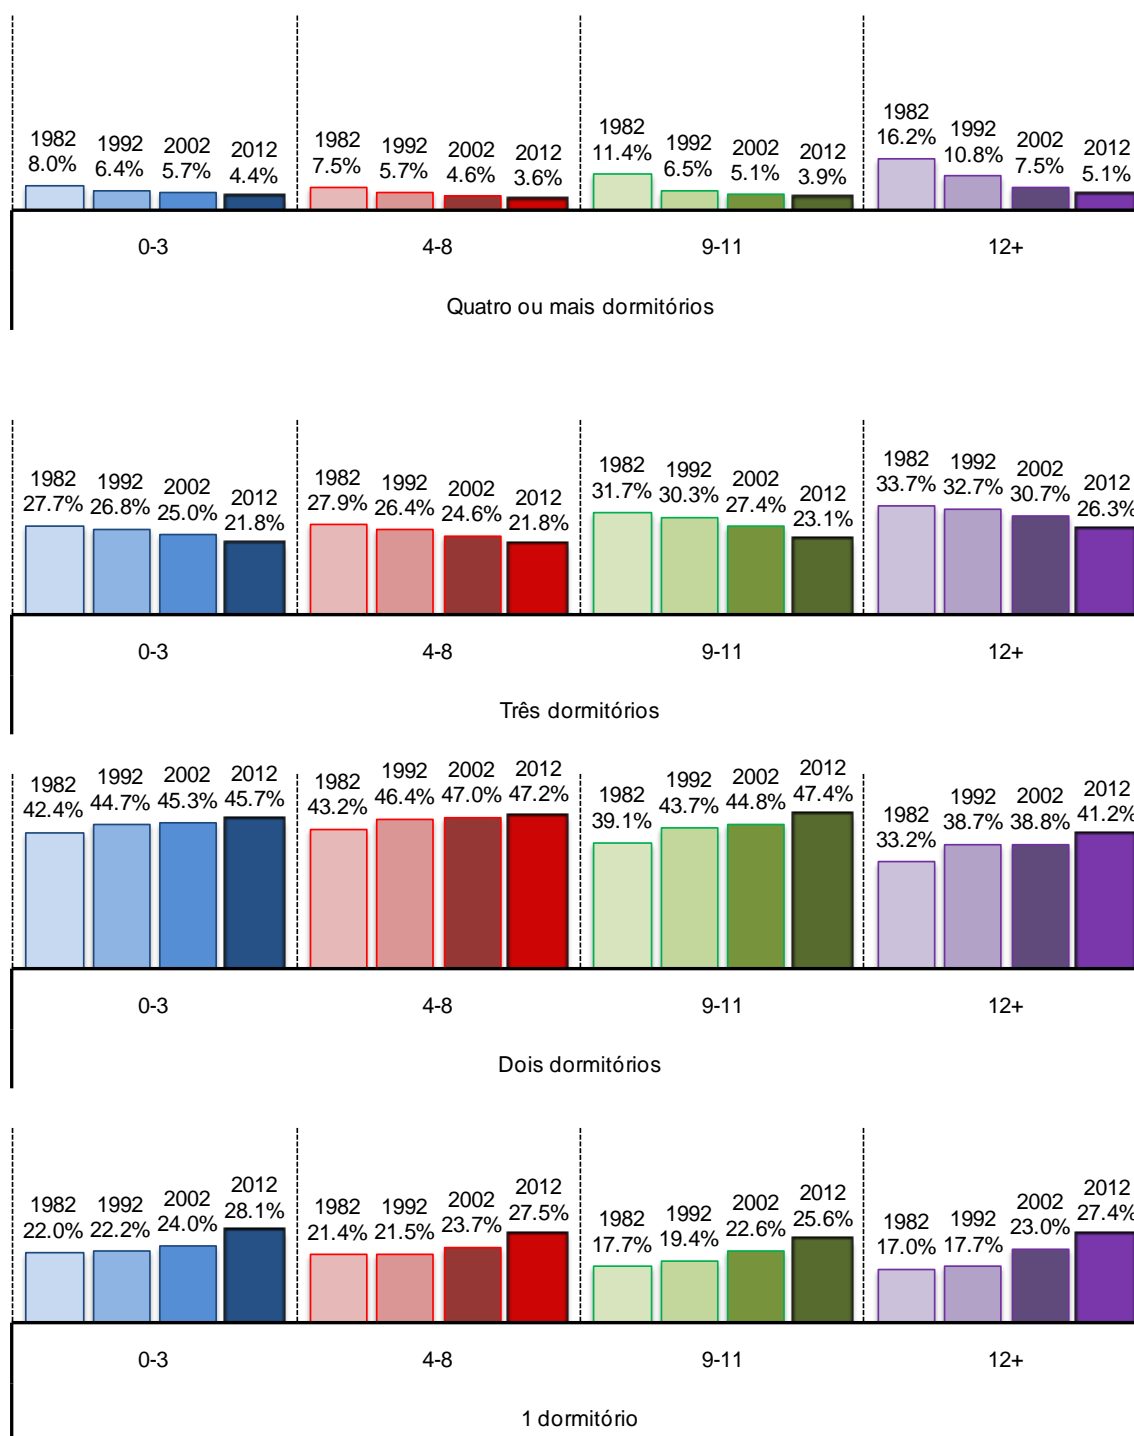 1982 1992 2002 2012 1982 1992 2002 2012 1982 1992 2002 2012 1982 1992 2002 2012
8.0% 6.4% 5.7% 4.4% 7.5% 5.7% 4.6% 3.6% 11.4% 6.5% 5.1% 3.9% 16.2% 10.8% 7.5% 5.1%
0-3 4-8 9-11 12+
Quatro ou mais dormitórios
1982 1992 2002 2012 1982 1992 2002 2012 1982 1992 2002 2012 1982 1992 2002 2012
27.7% 26.8% 25.0% 21.8% 27.9% 26.4% 24.6% 21.8% 31.7% 30.3% 27.4% 23.1% 33.7% 32.7% 30.7% 26.3%
0-3 4-8 9-11 12+
Três dormitórios
1982 1992 2002 2012 1982 1992 2002 2012 1982 1992 2002 2012 1982 1992 2002 2012
42.4% 44.7% 45.3% 45.7% 43.2% 46.4% 47.0% 47.2% 39.1% 43.7% 44.8% 47.4% 33.2% 38.7% 38.8% 41.2%
0-3 4-8 9-11 12+
Dois dormitórios
1982 1992 2002 2012 1982 1992 2002 2012 1982 1992 2002 2012 1982 1992 2002 2012
22.0% 22.2% 24.0% 28.1% 21.4% 21.5% 23.7% 27.5% 17.7% 19.4% 22.6% 25.6% 17.0% 17.7% 23.0% 27.4%
0-3 4-8 9-11 12+
1 dormitório